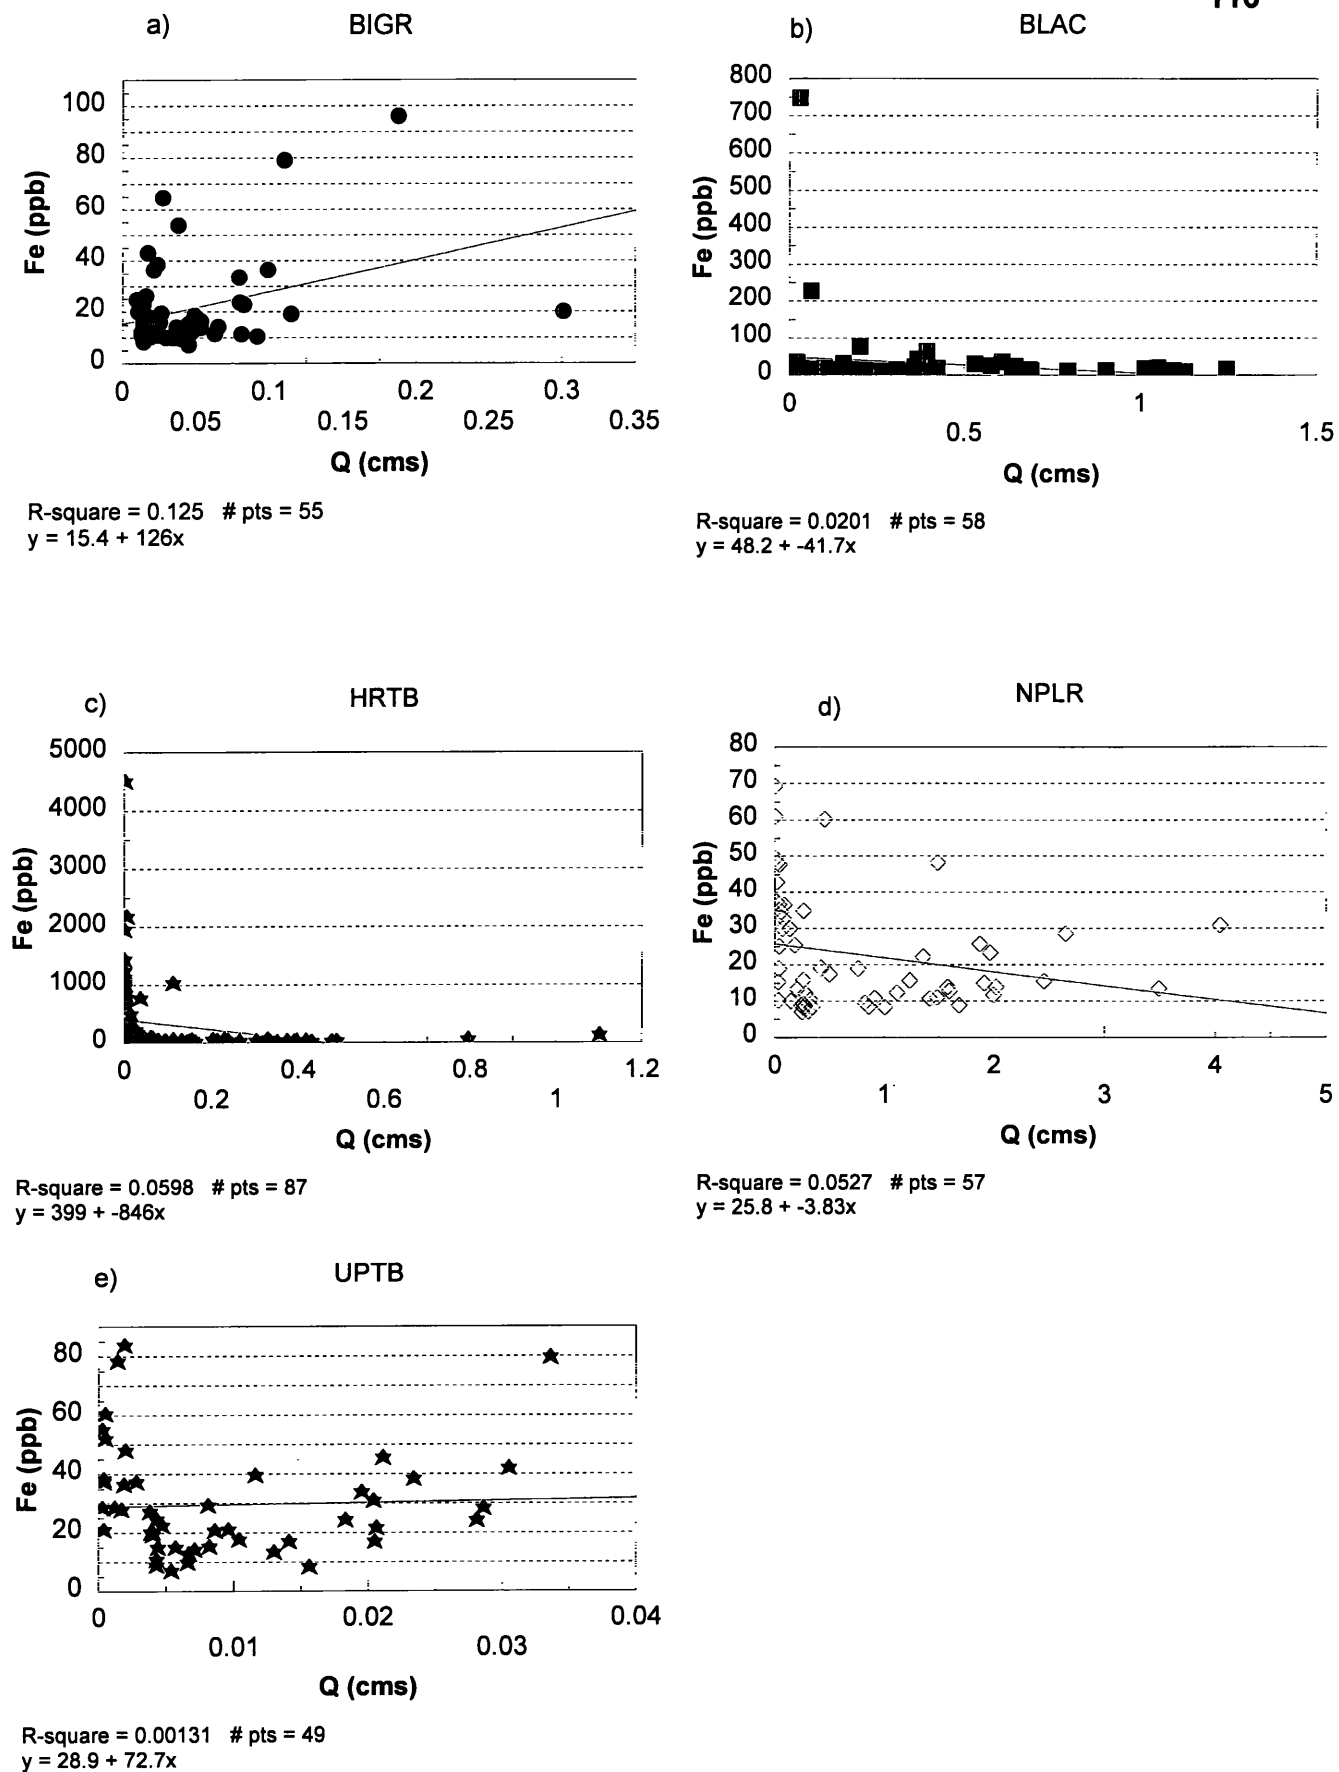 a) BIGR
100
80
60
40
20
0
Fe (ppb)
0 0.1 0.2 0.3
0.05 0.15 0.25 0.35
Q (cms)
R-square = 0.125 # pts = 55
y = 15.4 + 126x
b) BLAC
800
700
600
500
400
300
200
100
0
Fe (ppb)
0 1
0.5 1.5
Q (cms)
R-square = 0.0201 # pts = 58
y = 48.2 + -41.7x
c) HRTB
5000
4000
3000
2000
1000
0
Fe (ppb)
0 0.4 0.8 1.2
0.2 0.6 1
Q (cms)
R-square = 0.0598 # pts = 87
y = 399 + -846x
d) NPLR
80
70
60
50
40
30
20
10
0
Fe (ppb)
0 2 4
1 3 5
Q (cms)
R-square = 0.0527 # pts = 57
y = 25.8 + -3.83x
e) UPTB
80
60
40
20
0
Fe (ppb)
0 0.02 0.04
0.01 0.03
Q (cms)
R-square = 0.00131 # pts = 49
y = 28.9 + 72.7x